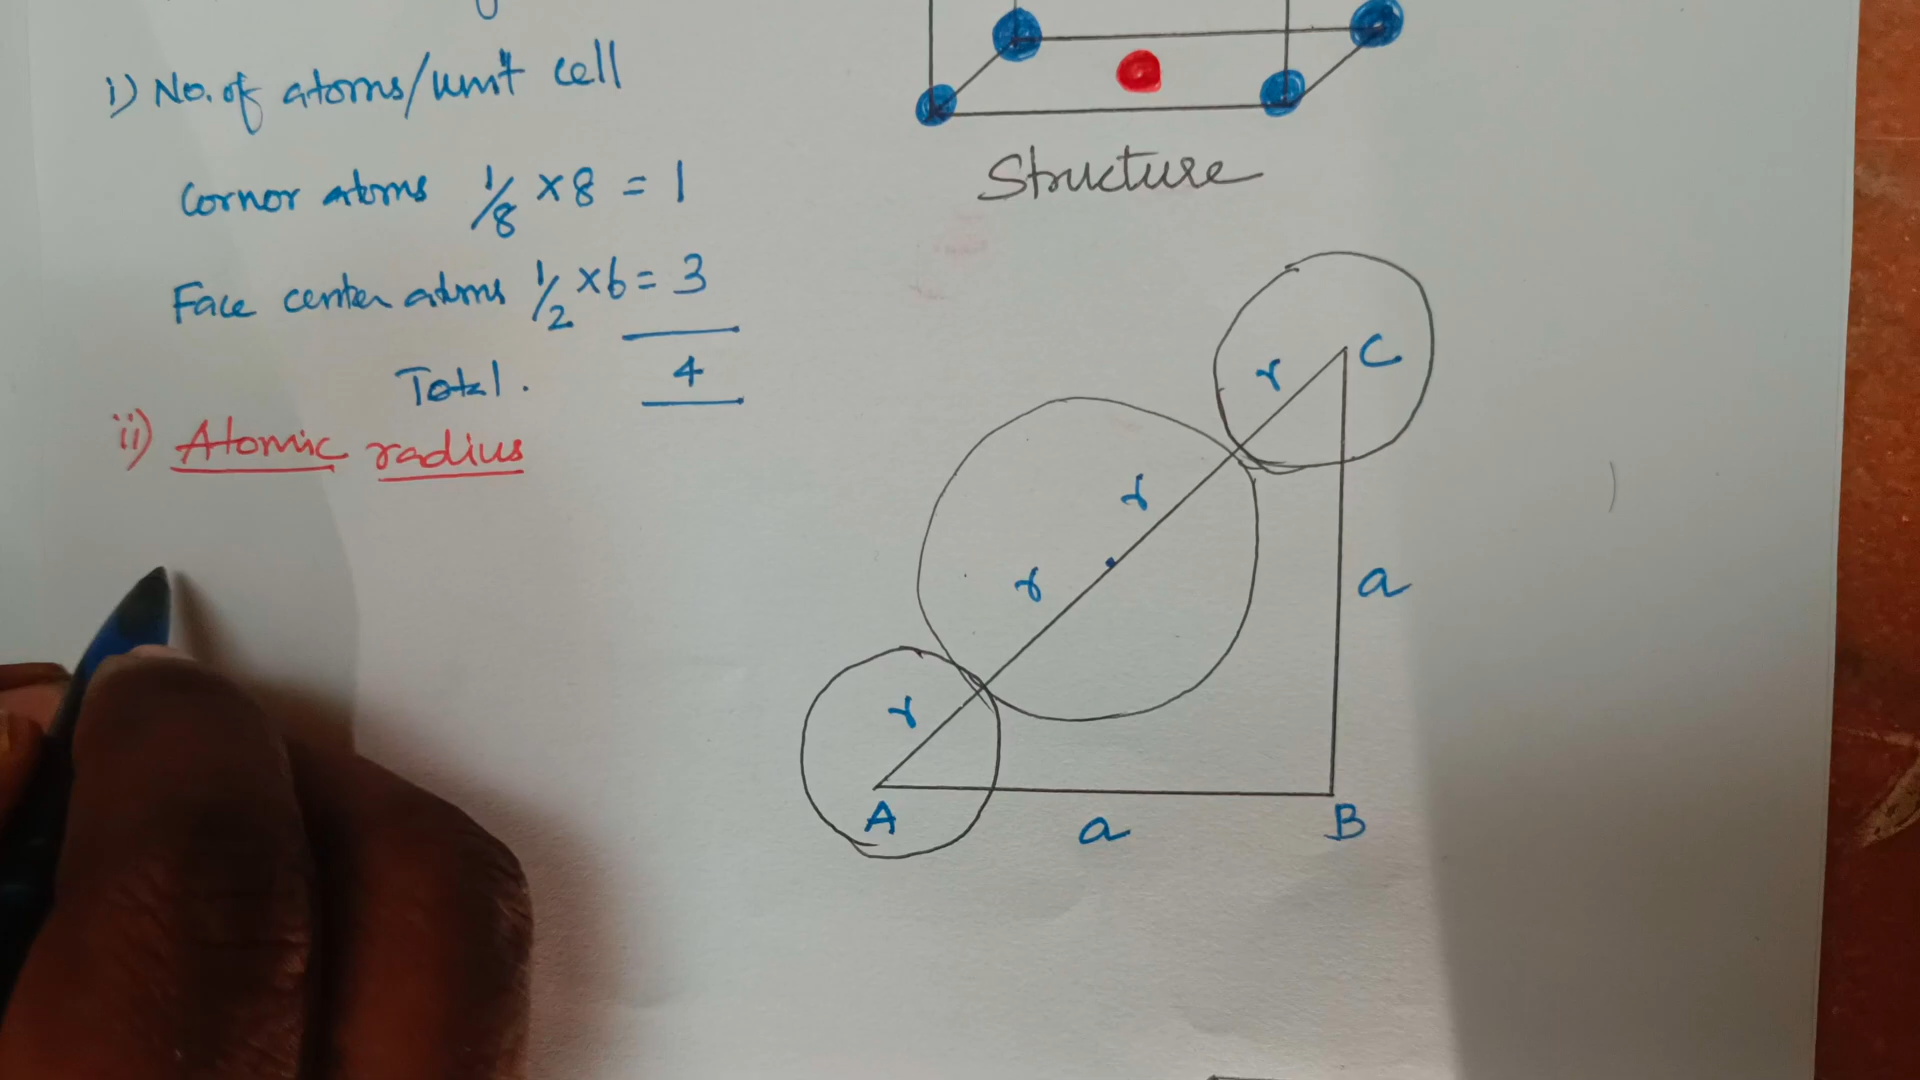 i) No. of atoms/unit cell
Cornor atoms 1/8 × 8 = 1
Face center atoms 1/2 × 6 = 3
Total. 4
ii) Atomic radius
Structure
C
r
r
r
a
r
A
a
B